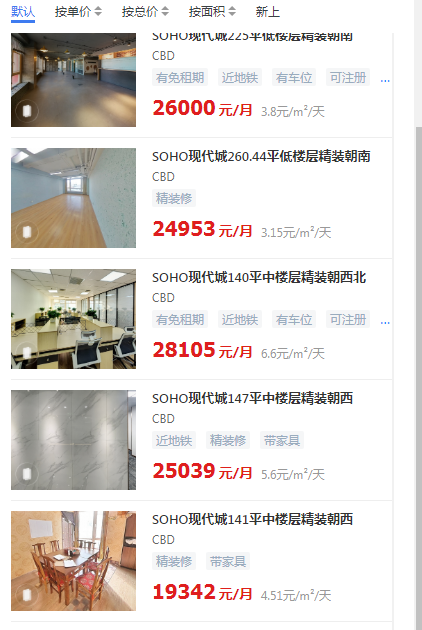 默认 按单价 按总价 按面积 新上
SOHO现代城225平低楼层精装朝南
CBD
有免租期 近地铁 有车位 可注册 ...
26000 元/月 3.8元/m²/天
SOHO现代城260.44平低楼层精装朝南
CBD
精装修
24953 元/月 3.15元/m²/天
SOHO现代城140平中楼层精装朝西北
CBD
有免租期 近地铁 有车位 可注册 ...
28105 元/月 6.6元/m²/天
SOHO现代城147平中楼层精装朝西
CBD
近地铁 精装修 带家具
25039 元/月 5.6元/m²/天
SOHO现代城141平中楼层精装朝西
CBD
精装修 带家具
19342 元/月 4.51元/m²/天